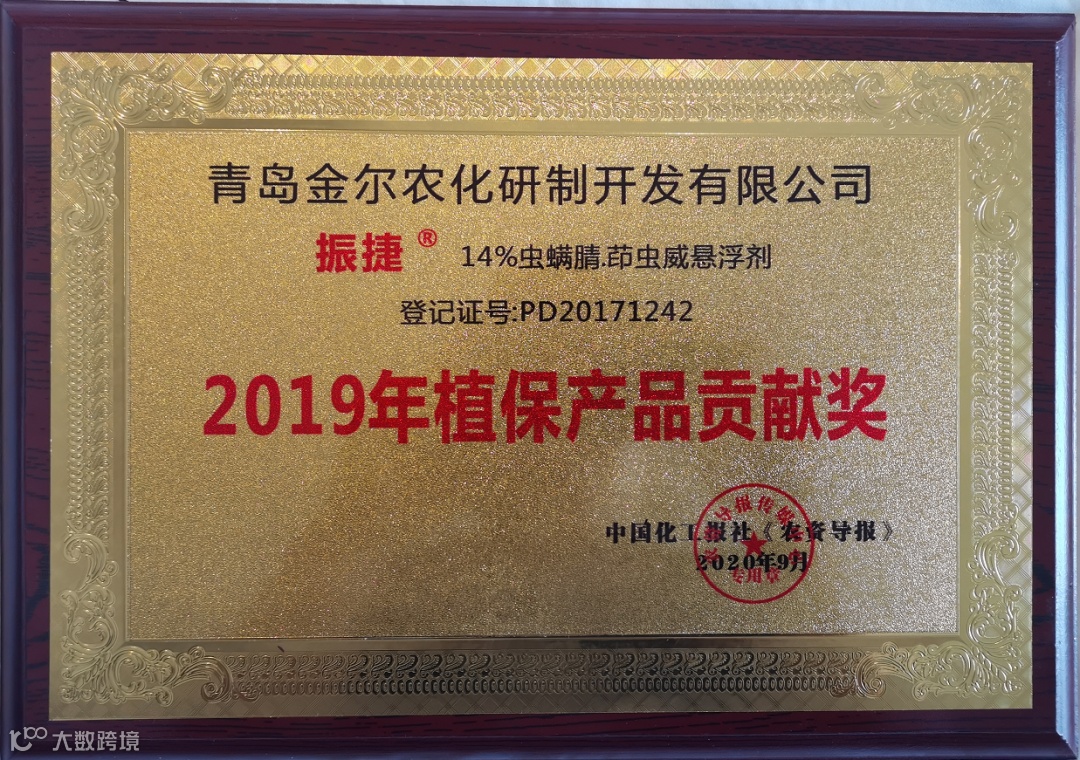 青岛金尔农化研制开发有限公司
振捷® 14%虫螨腈.茚虫威悬浮剂
登记证号:PD20171242
2019年植保产品贡献奖
中国化工报社《农资导报》
2020年9月
专用章
大数跨境